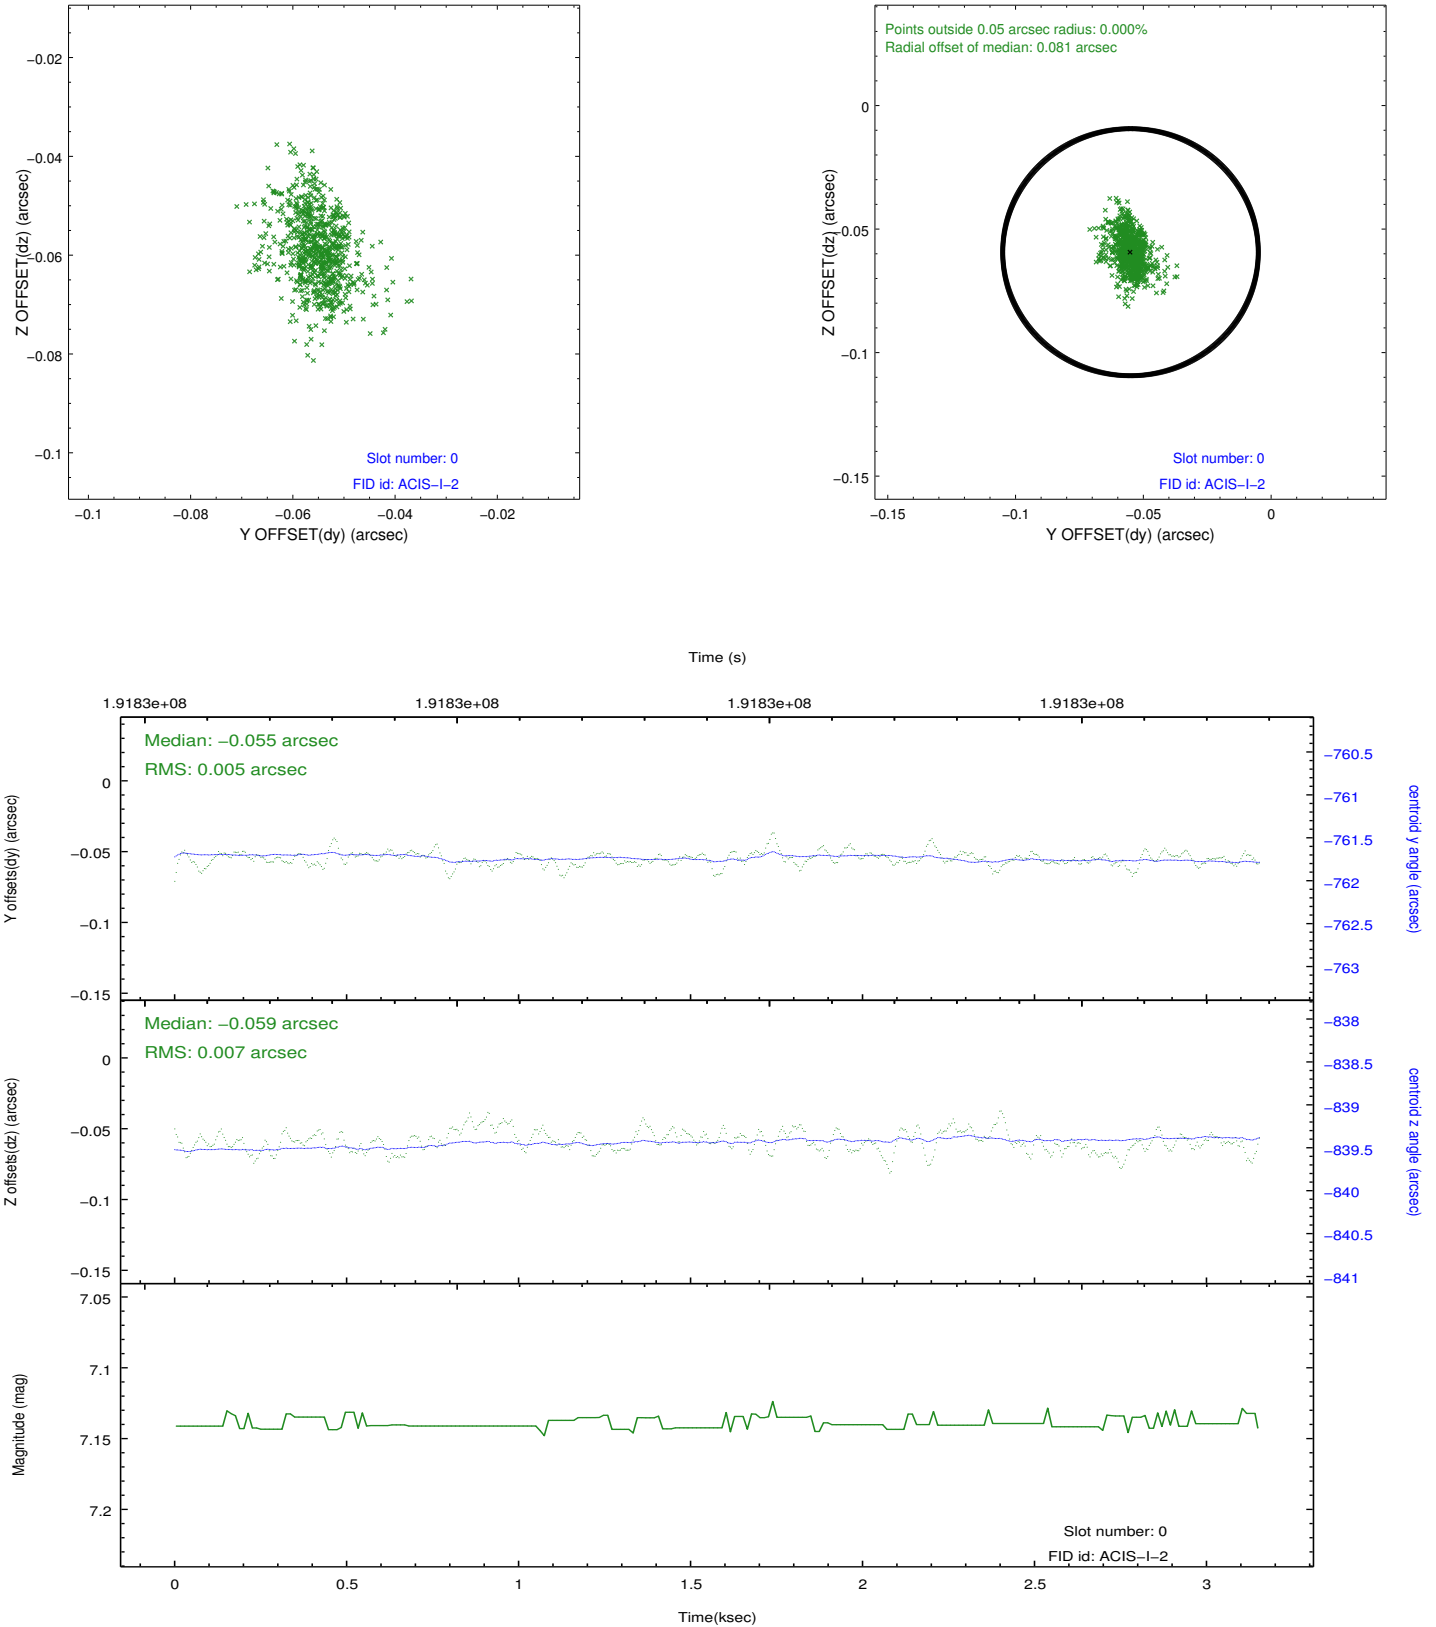 −0.02
−0.04
−0.06
−0.08
−0.1
Z OFFSET(dz) (arcsec)
Slot number: 0
FID id: ACIS−I−2
−0.1
−0.08
−0.06
−0.04
−0.02
Y OFFSET(dy) (arcsec)
Points outside 0.05 arcsec radius: 0.000%
Radial offset of median: 0.081 arcsec
0
−0.05
−0.1
−0.15
Z OFFSET(dz) (arcsec)
Slot number: 0
FID id: ACIS−I−2
−0.15
−0.1
−0.05
0
Y OFFSET(dy) (arcsec)
Time (s)
1.9183e+08
1.9183e+08
1.9183e+08
1.9183e+08
Median: −0.055 arcsec
RMS: 0.005 arcsec
0
−0.05
−0.1
−0.15
Y offsets(dy) (arcsec)
−760.5
−761
−761.5
−762
−762.5
−763
centroid y angle (arcsec)
Median: −0.059 arcsec
RMS: 0.007 arcsec
0
−0.05
−0.1
−0.15
Z offsets(dz) (arcsec)
−838
−838.5
−839
−839.5
−840
−840.5
−841
centroid z angle (arcsec)
7.05
7.1
7.15
7.2
Magnitude (mag)
Slot number: 0
FID id: ACIS−I−2
0
0.5
1
1.5
2
2.5
3
Time(ksec)